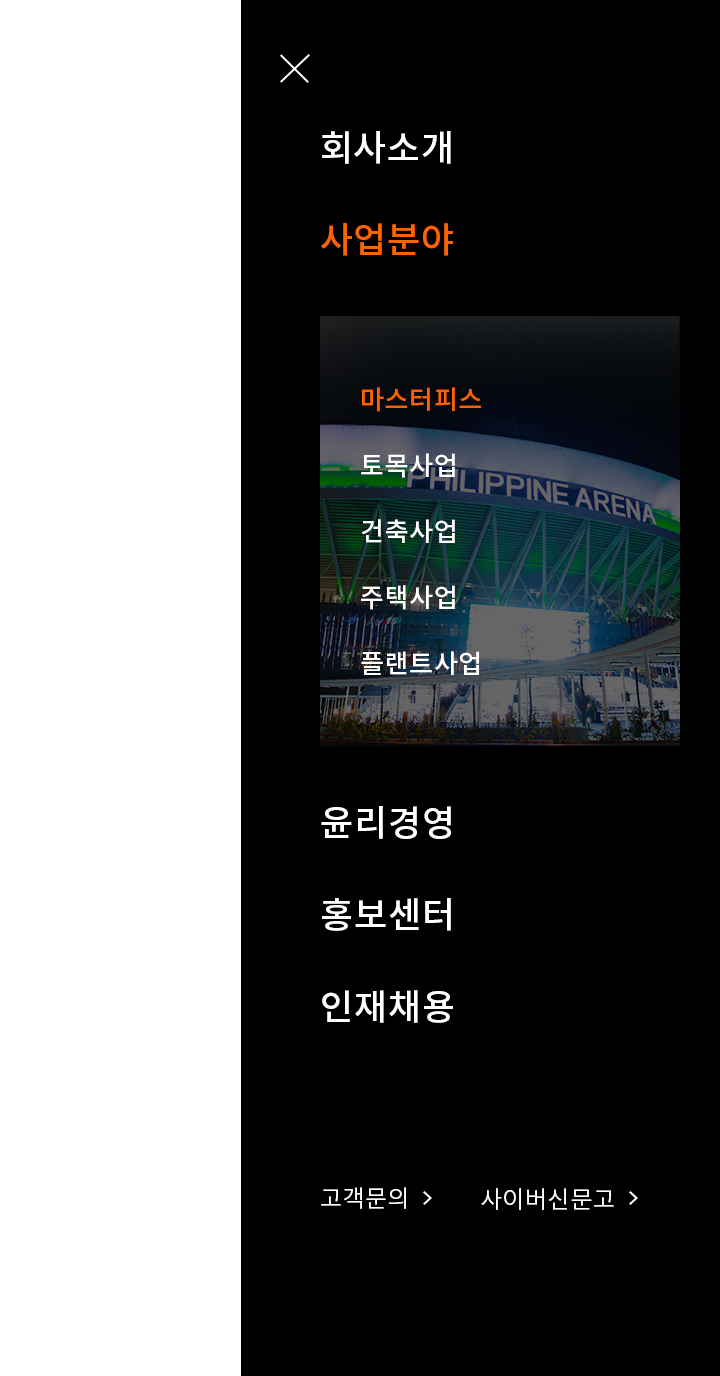 회사소개
사업분야
마스터피스
토목사업
PHILIPPINE ARENA
건축사업
주택사업
플랜트사업
윤리경영
홍보센터
인재채용
고객문의
사이버신문고